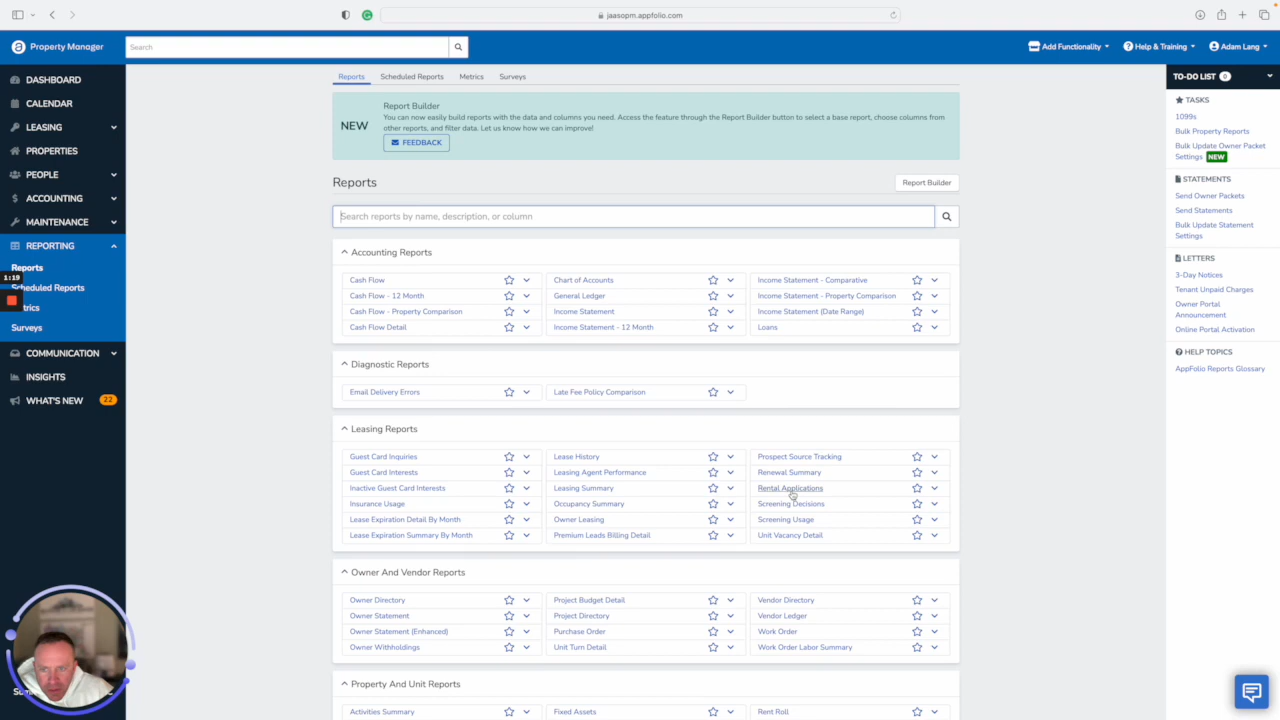 jaasopm.appfolio.com
Property Manager
Search
Add Functionality
Help & Training
Adam Lang
DASHBOARD
CALENDAR
LEASING
PROPERTIES
PEOPLE
ACCOUNTING
MAINTENANCE
REPORTING
Reports
1:19
Scheduled Reports
trics
Surveys
COMMUNICATION
INSIGHTS
WHAT'S NEW
22
Reports
Scheduled Reports
Metrics
Surveys
NEW
Report Builder
You can now easily build reports with the data and columns you need. Access the feature through the Report Builder button to select a base report, choose columns from
other reports, and filter data. Let us know how we can improve!
FEEDBACK
Reports
Report Builder
Search reports by name, description, or column
Accounting Reports
Cash Flow
Chart of Accounts
Income Statement - Comparative
Cash Flow - 12 Month
General Ledger
Income Statement - Property Comparison
Cash Flow - Property Comparison
Income Statement
Income Statement (Date Range)
Cash Flow Detail
Income Statement - 12 Month
Loans
Diagnostic Reports
Email Delivery Errors
Late Fee Policy Comparison
Leasing Reports
Guest Card Inquiries
Lease History
Prospect Source Tracking
Guest Card Interests
Leasing Agent Performance
Renewal Summary
Inactive Guest Card Interests
Leasing Summary
Rental Applications
Insurance Usage
Occupancy Summary
Screening Decisions
Lease Expiration Detail By Month
Owner Leasing
Screening Usage
Lease Expiration Summary By Month
Premium Leads Billing Detail
Unit Vacancy Detail
Owner And Vendor Reports
Owner Directory
Project Budget Detail
Vendor Directory
Owner Statement
Project Directory
Vendor Ledger
Owner Statement (Enhanced)
Purchase Order
Work Order
Owner Withholdings
Unit Turn Detail
Work Order Labor Summary
Property And Unit Reports
Activities Summary
Fixed Assets
Rent Roll
TO-DO LIST 0
TASKS
1099s
Bulk Property Reports
Bulk Update Owner Packet
Settings NEW
STATEMENTS
Send Owner Packets
Send Statements
Bulk Update Statement
Settings
LETTERS
3-Day Notices
Tenant Unpaid Charges
Owner Portal
Announcement
Online Portal Activation
HELP TOPICS
AppFolio Reports Glossary